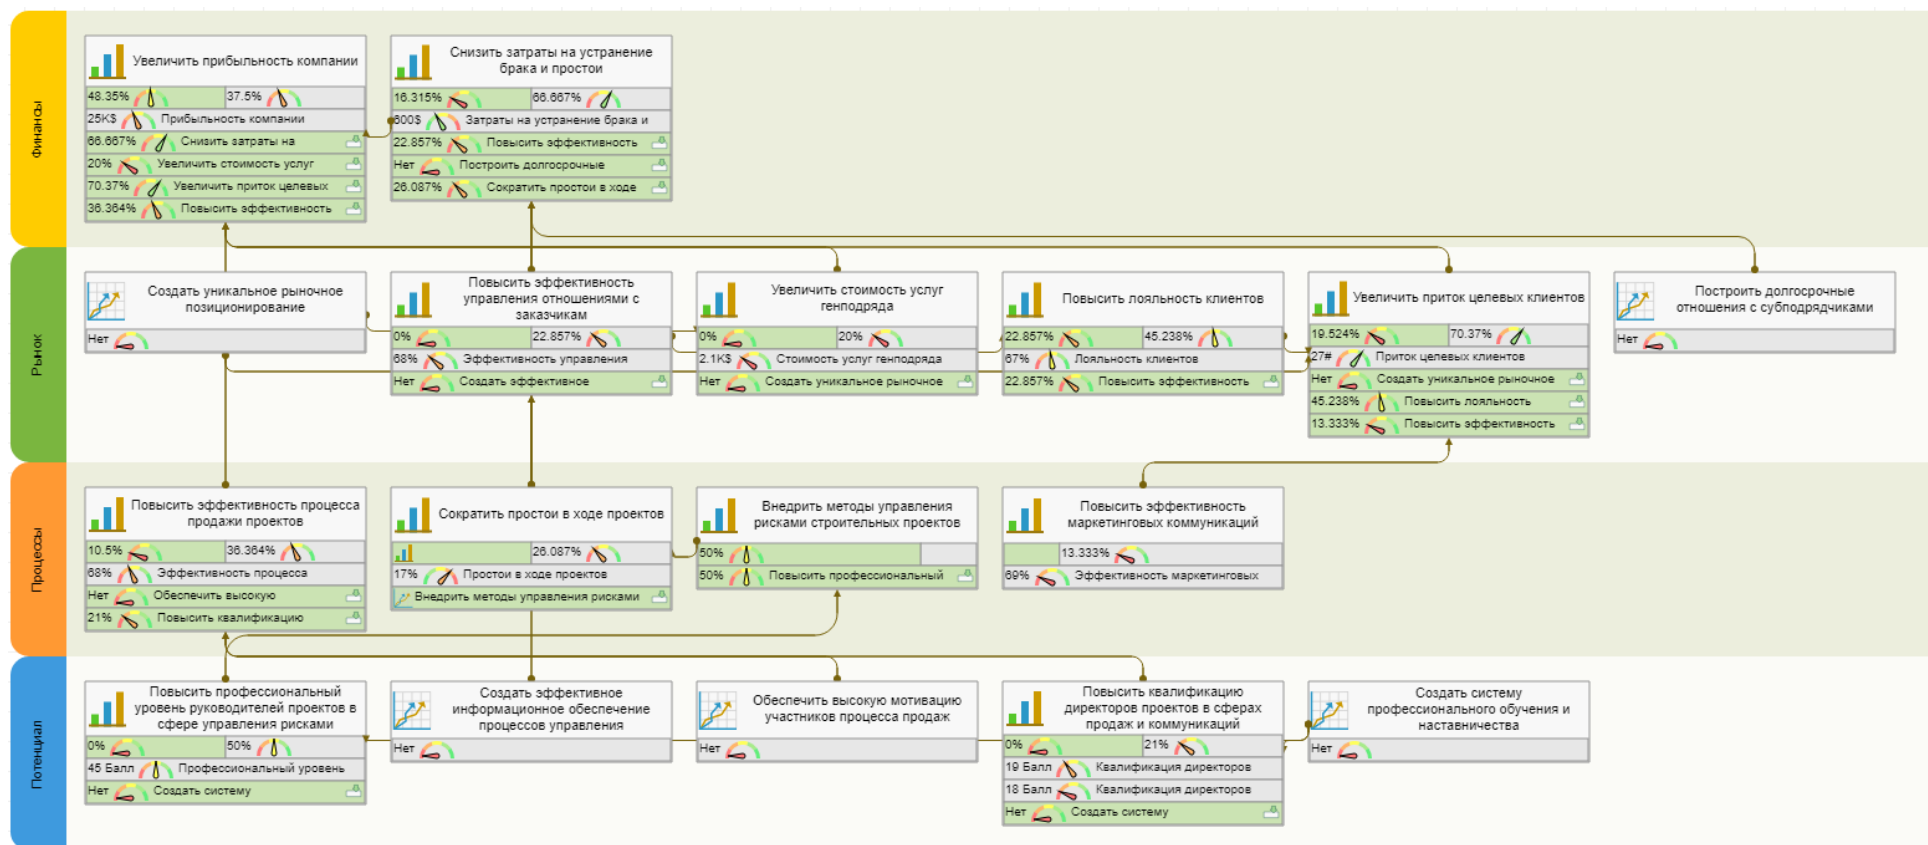 Финансы
Увеличить прибыльность компании
48.35%
37.5%
25K$ Прибыльность компании
66.667% Снизить затраты на
20% Увеличить стоимость услуг
70.37% Увеличить приток целевых
36.364% Повысить эффективность
Снизить затраты на устранение
брака и простои
16.315%
66.667%
600$ Затраты на устранение брака и
22.857% Повысить эффективность
Нет Построить долгосрочные
26.087% Сократить простои в ходе
Рынок
Создать уникальное рыночное
позиционирование
Нет
Повысить эффективность
управления отношениями с
заказчикам
0%
22.857%
68% Эффективность управления
Нет Создать эффективное
Увеличить стоимость услуг
генподряда
0%
20%
2.1K$ Стоимость услуг генподряда
Нет Создать уникальное рыночное
Повысить лояльность клиентов
22.857%
45.238%
67% Лояльность клиентов
22.857% Повысить эффективность
Увеличить приток целевых клиентов
19.524%
70.37%
27# Приток целевых клиентов
Нет Создать уникальное рыночное
45.238% Повысить лояльность
13.333% Повысить эффективность
Построить долгосрочные
отношения с субподрядчиками
Нет
Процессы
Повысить эффективность процесса
продажи проектов
10.5%
36.364%
68% Эффективность процесса
Нет Обеспечить высокую
21% Повысить квалификацию
Сократить простои в ходе проектов
26.087%
17% Простои в ходе проектов
Внедрить методы управления рисками
Внедрить методы управления
рисками строительных проектов
50%
50% Повысить профессиональный
Повысить эффективность
маркетинговых коммуникаций
13.333%
69% Эффективность маркетинговых
Потенциал
Повысить профессиональный
уровень руководителей проектов в
сфере управления рисками
0%
50%
45 Балл Профессиональный уровень
Нет Создать систему
Создать эффективное
информационное обеспечение
процессов управления
Нет
Обеспечить высокую мотивацию
участников процесса продаж
Нет
Повысить квалификацию
директоров проектов в сферах
продаж и коммуникаций
0%
21%
19 Балл Квалификация директоров
18 Балл Квалификация директоров
Нет Создать систему
Создать систему
профессионального обучения и
наставничества
Нет